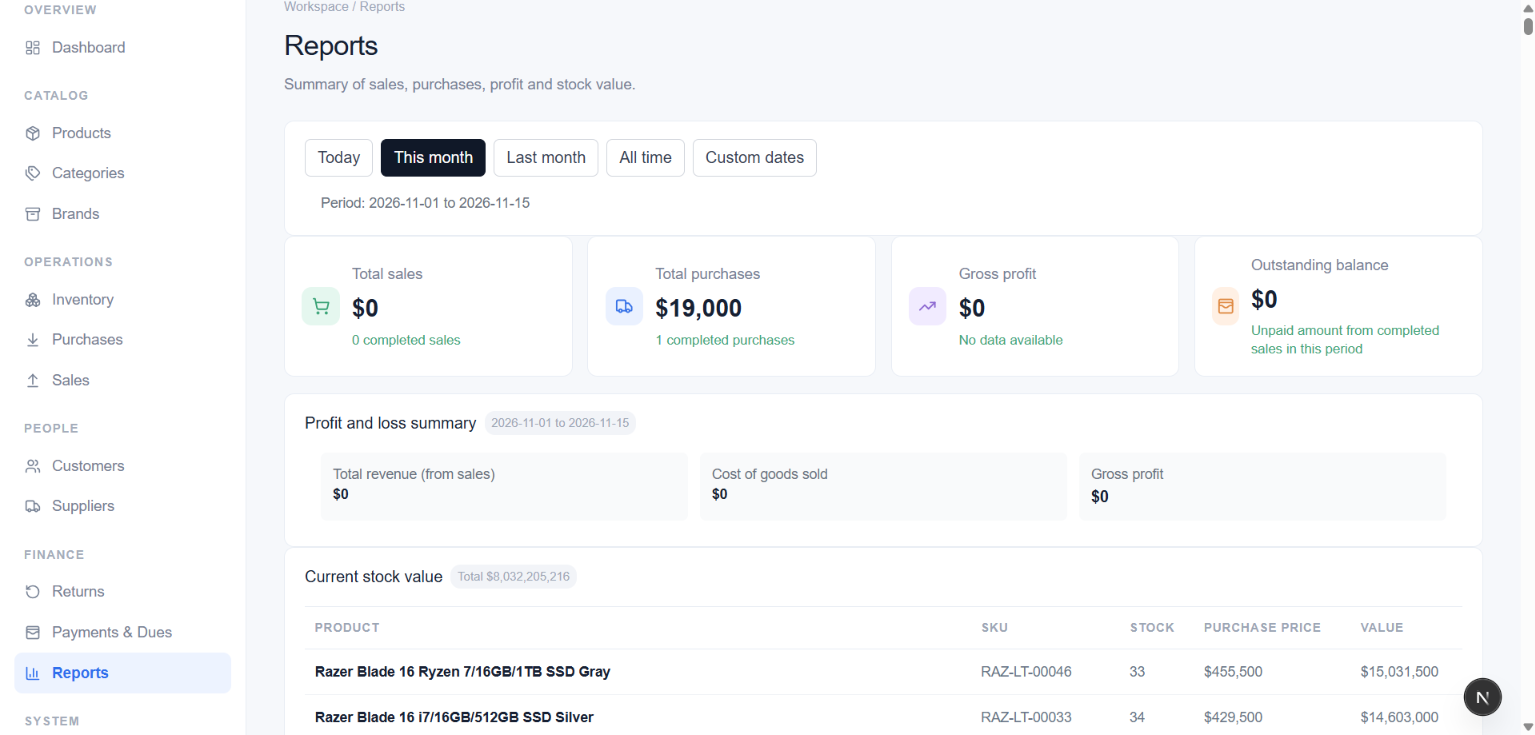 OVERVIEW
Dashboard
CATALOG
Products
Categories
Brands
OPERATIONS
Inventory
Purchases
Sales
PEOPLE
Customers
Suppliers
FINANCE
Returns
Payments & Dues
Reports
SYSTEM
Workspace / Reports
Reports
Summary of sales, purchases, profit and stock value.
Today This month Last month All time Custom dates
Period: 2026-11-01 to 2026-11-15
Total sales
$0
0 completed sales
Total purchases
$19,000
1 completed purchases
Gross profit
$0
No data available
Outstanding balance
$0
Unpaid amount from completed
sales in this period
Profit and loss summary 2026-11-01 to 2026-11-15
Total revenue (from sales)
$0
Cost of goods sold
$0
Gross profit
$0
Current stock value Total $8,032,205,216
PRODUCT SKU STOCK PURCHASE PRICE VALUE
Razer Blade 16 Ryzen 7/16GB/1TB SSD Gray RAZ-LT-00046 33 $455,500 $15,031,500
Razer Blade 16 i7/16GB/512GB SSD Silver RAZ-LT-00033 34 $429,500 $14,603,000
N